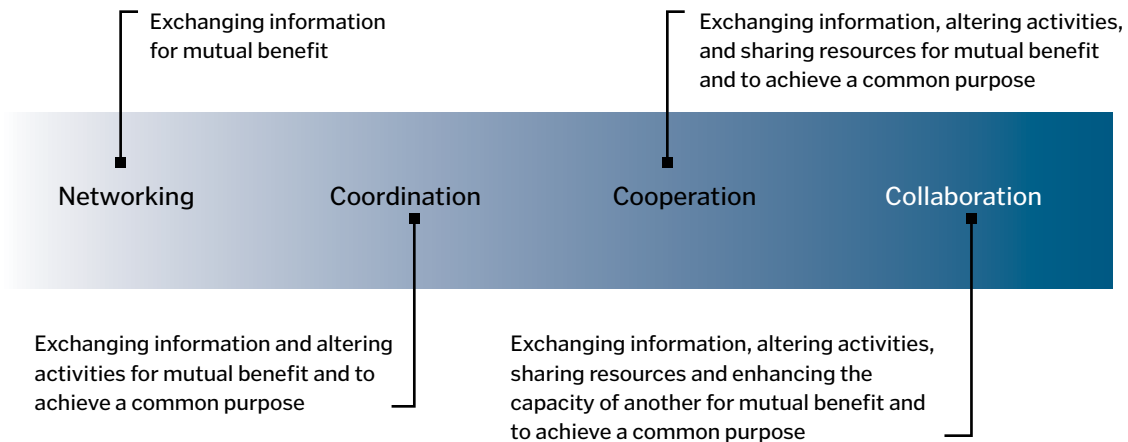 Exchanging information
for mutual benefit
Exchanging information, altering activities,
and sharing resources for mutual benefit
and to achieve a common purpose
Networking
Coordination
Cooperation
Collaboration
Exchanging information and altering
activities for mutual benefit and to
achieve a common purpose
Exchanging information, altering activities,
sharing resources and enhancing the
capacity of another for mutual benefit and
to achieve a common purpose